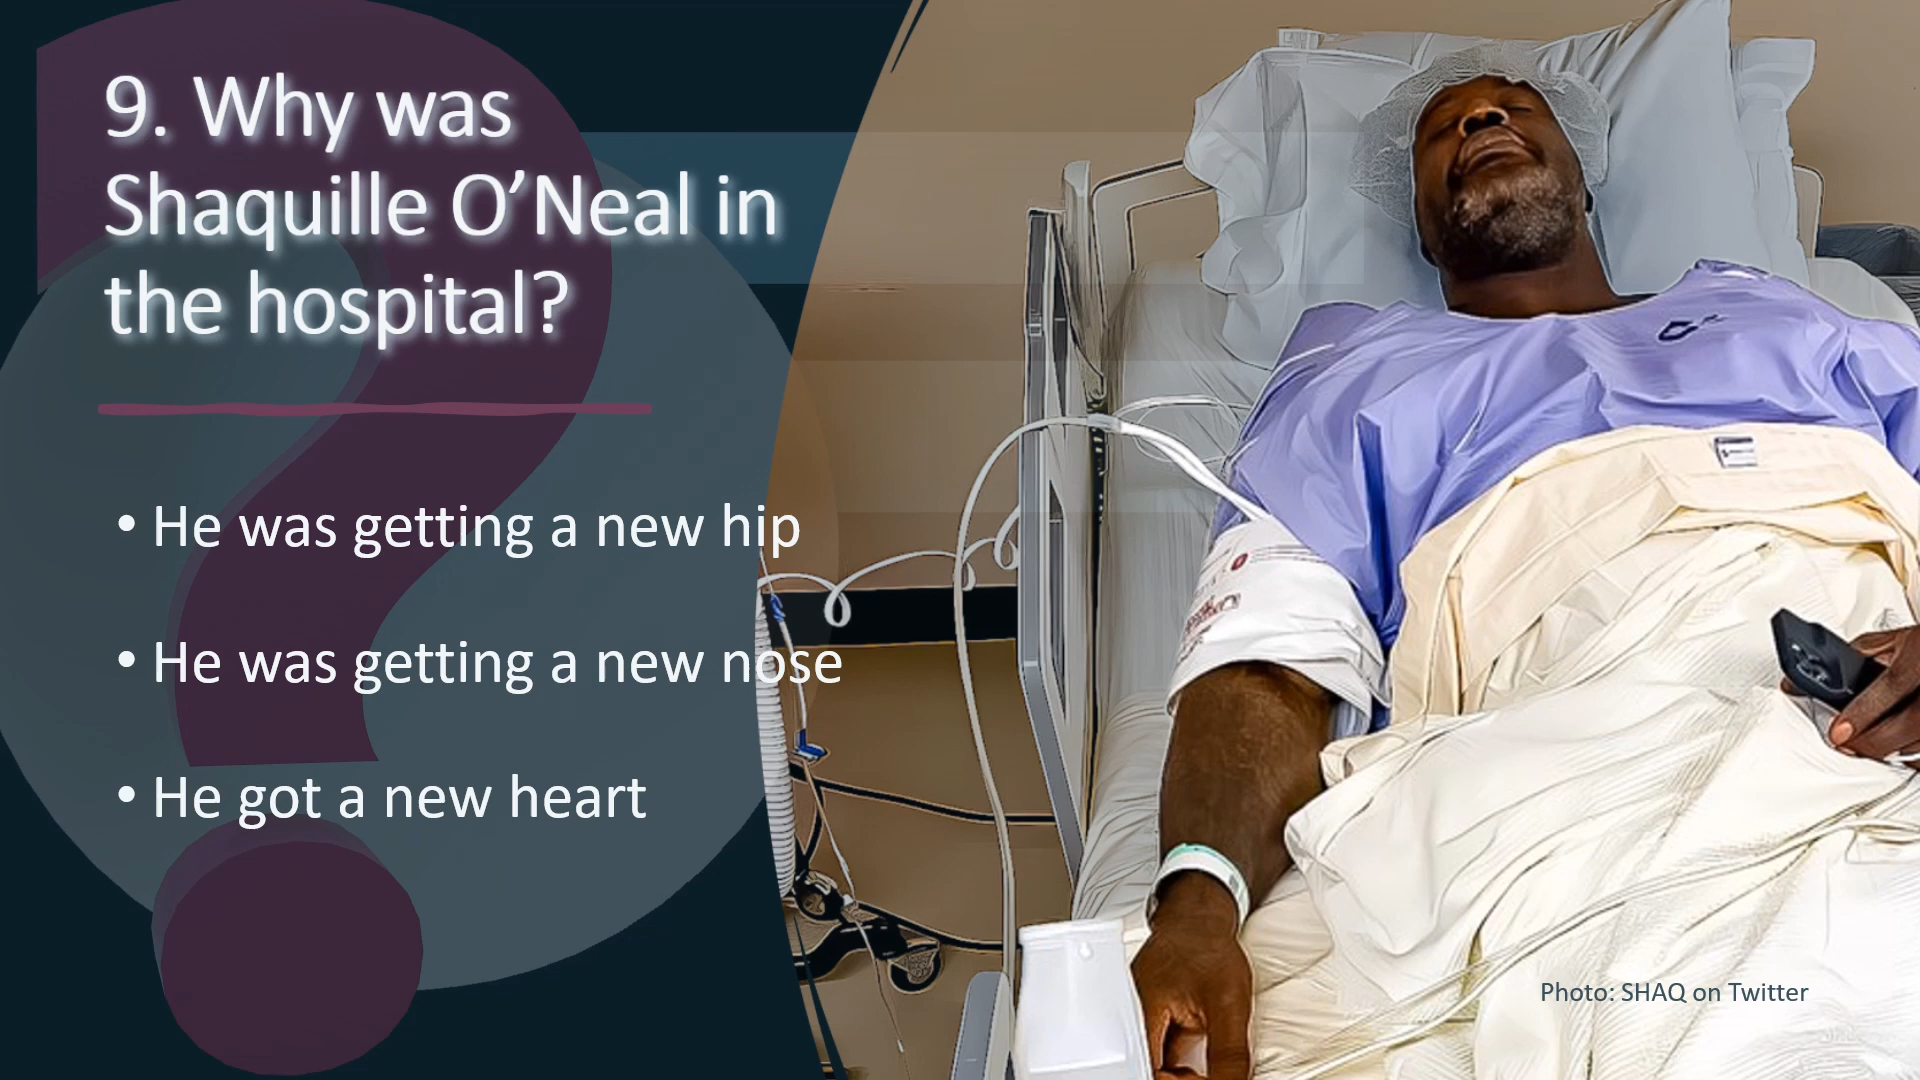 9. Why was
Shaquille O’Neal in
the hospital?
• He was getting a new hip
• He was getting a new nose
• He got a new heart
Photo: SHAQ on Twitter